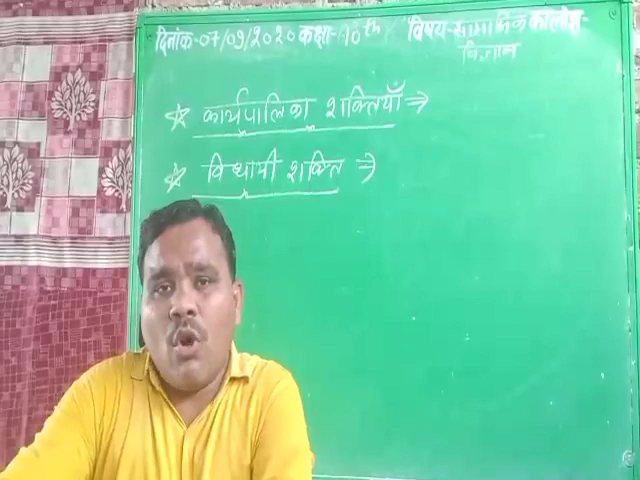 दिनांक-07/09/2020 कक्षा-10th विषय-सामाजिक
विज्ञान
☆ कार्यपालिका शक्तियाँ ⇒
☆ विधायी शक्ति ⇒